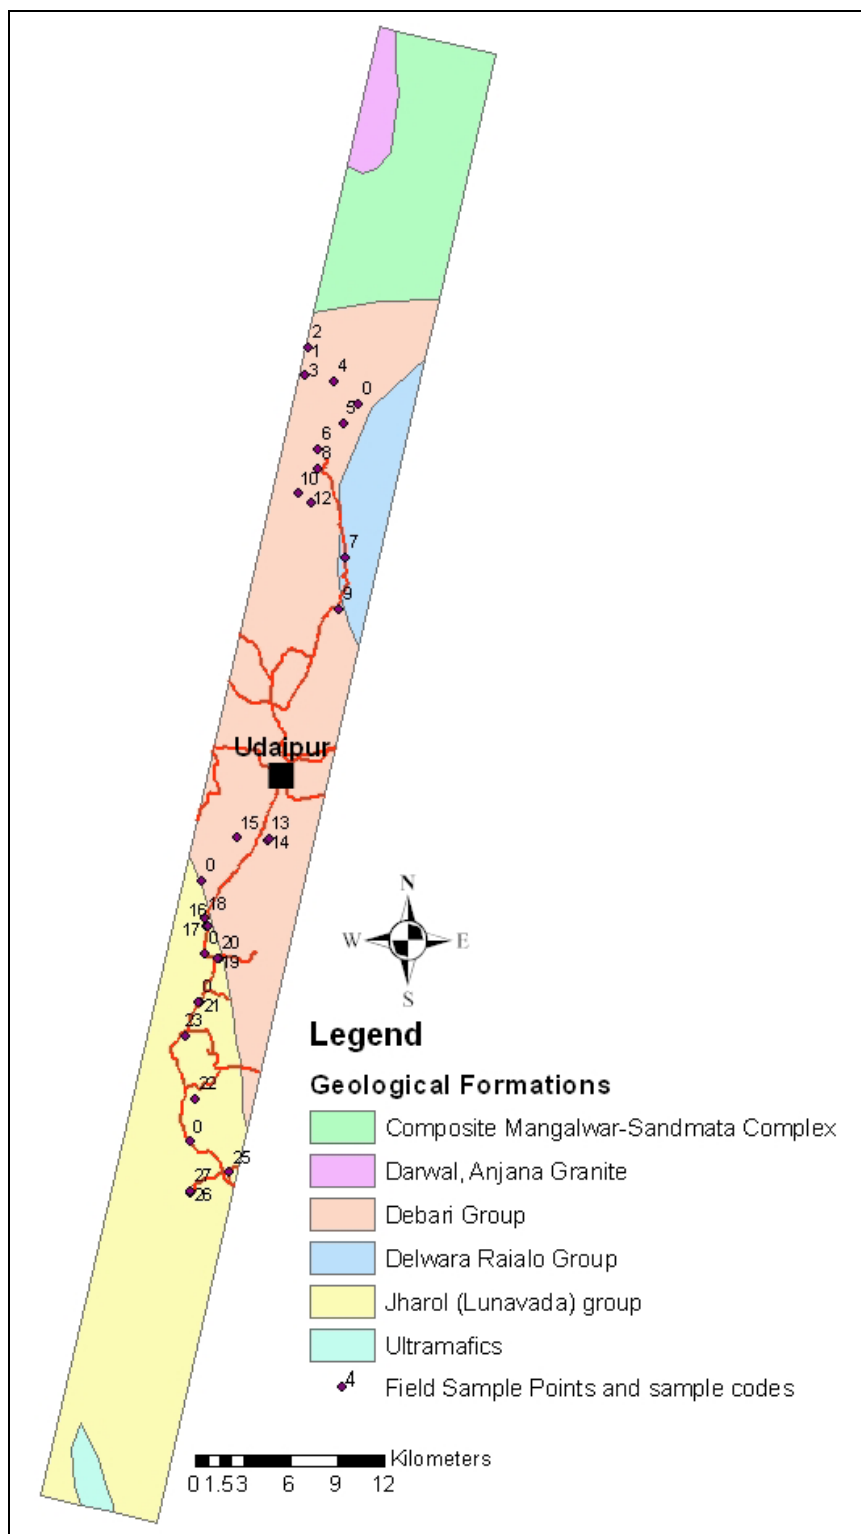 2
1
3
4
0
5
6
8
10
12
7
9
Udaipur
15
13
14
0
18
16
17
0
20
19
0
21
23
22
0
25
27
26
N
W E
S
Legend
Geological Formations
Composite Mangalwar-Sandmata Complex
Darwal, Anjana Granite
Debari Group
Delwara Raialo Group
Jharol (Lunavada) group
Ultramafics
4 Field Sample Points and sample codes
Kilometers
0 1.5 3 6 9 12